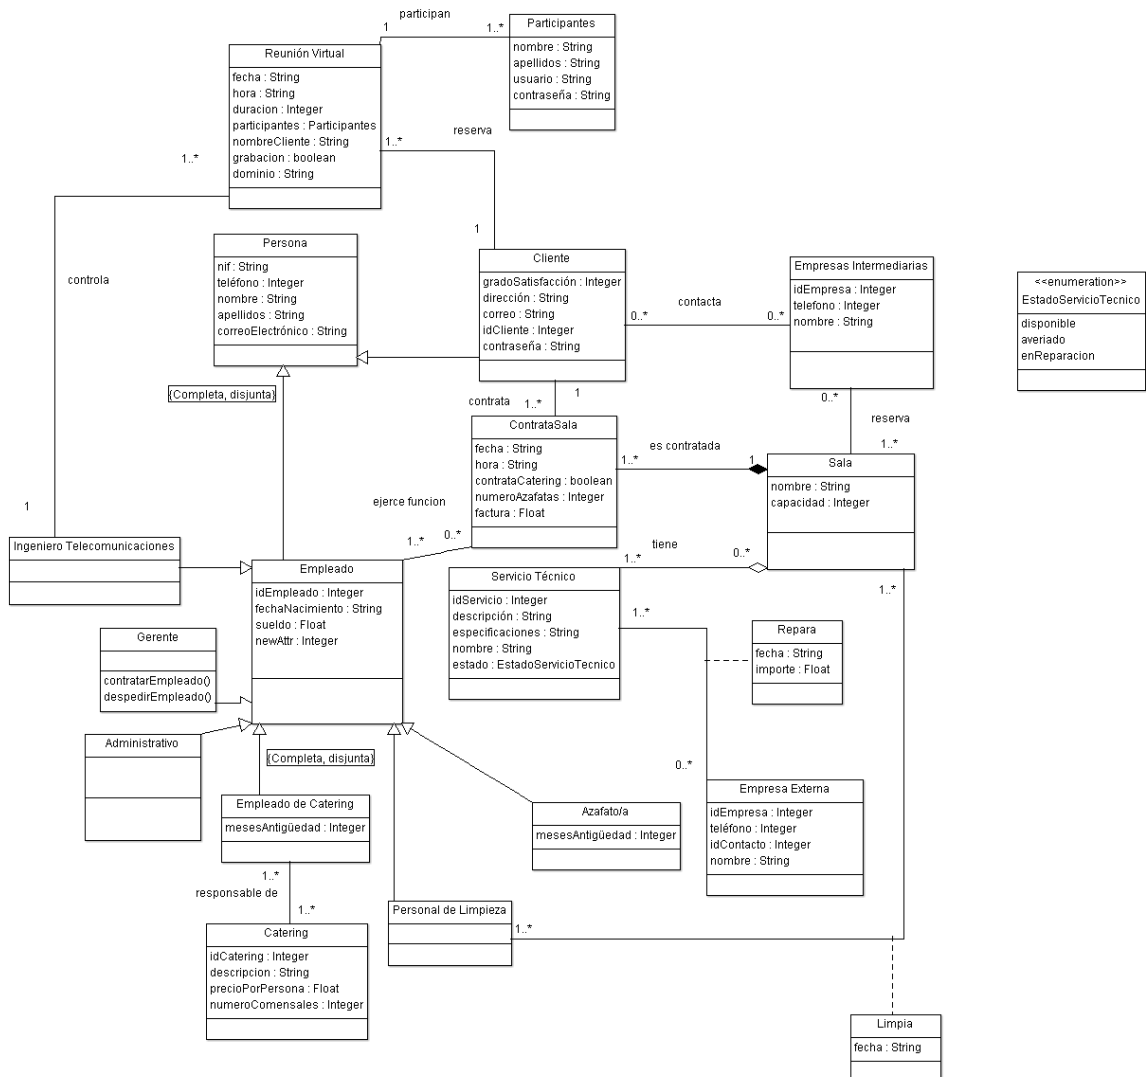 participan
1
1..*
Participantes
nombre : String
apellidos : String
usuario : String
contraseña : String
Reunión Virtual
fecha : String
hora : String
duracion : Integer
participantes : Participantes
nombreCliente : String
grabacion : boolean
dominio : String
1..*
reserva
1..*
1
controla
1
Persona
nif : String
teléfono : Integer
nombre : String
apellidos : String
correoElectrónico : String
{Completa, disjunta}
Cliente
gradoSatisfacción : Integer
dirección : String
correo : String
idCliente : Integer
contraseña : String
contacta
0..*
0..*
Empresas Intermediarias
idEmpresa : Integer
telefono : Integer
nombre : String
<<enumeration>>
EstadoServicioTecnico
disponible
averiado
enReparacion
contrata
1..*
1
0..*
reserva
1..*
ContrataSala
fecha : String
hora : String
contrataCatering : boolean
numeroAzafatas : Integer
factura : Float
es contratada
1..*
1
Sala
nombre : String
capacidad : Integer
ejerce funcion
1..*
0..*
Ingeniero Telecomunicaciones
Empleado
idEmpleado : Integer
fechaNacimiento : String
sueldo : Float
newAttr : Integer
tiene
1..*
0..*
Servicio Técnico
idServicio : Integer
descripción : String
especificaciones : String
nombre : String
estado : EstadoServicioTecnico
1..*
1..*
Repara
fecha : String
importe : Float
Gerente
contratarEmpleado()
despedirEmpleado()
Administrativo
{Completa, disjunta}
0..*
Empleado de Catering
mesesAntigüedad : Integer
Azafato/a
mesesAntigüedad : Integer
Empresa Externa
idEmpresa : Integer
teléfono : Integer
idContacto : Integer
nombre : String
1..*
responsable de
1..*
Personal de Limpieza
1..*
Catering
idCatering : Integer
descripcion : String
precioPorPersona : Float
numeroComensales : Integer
Limpia
fecha : String